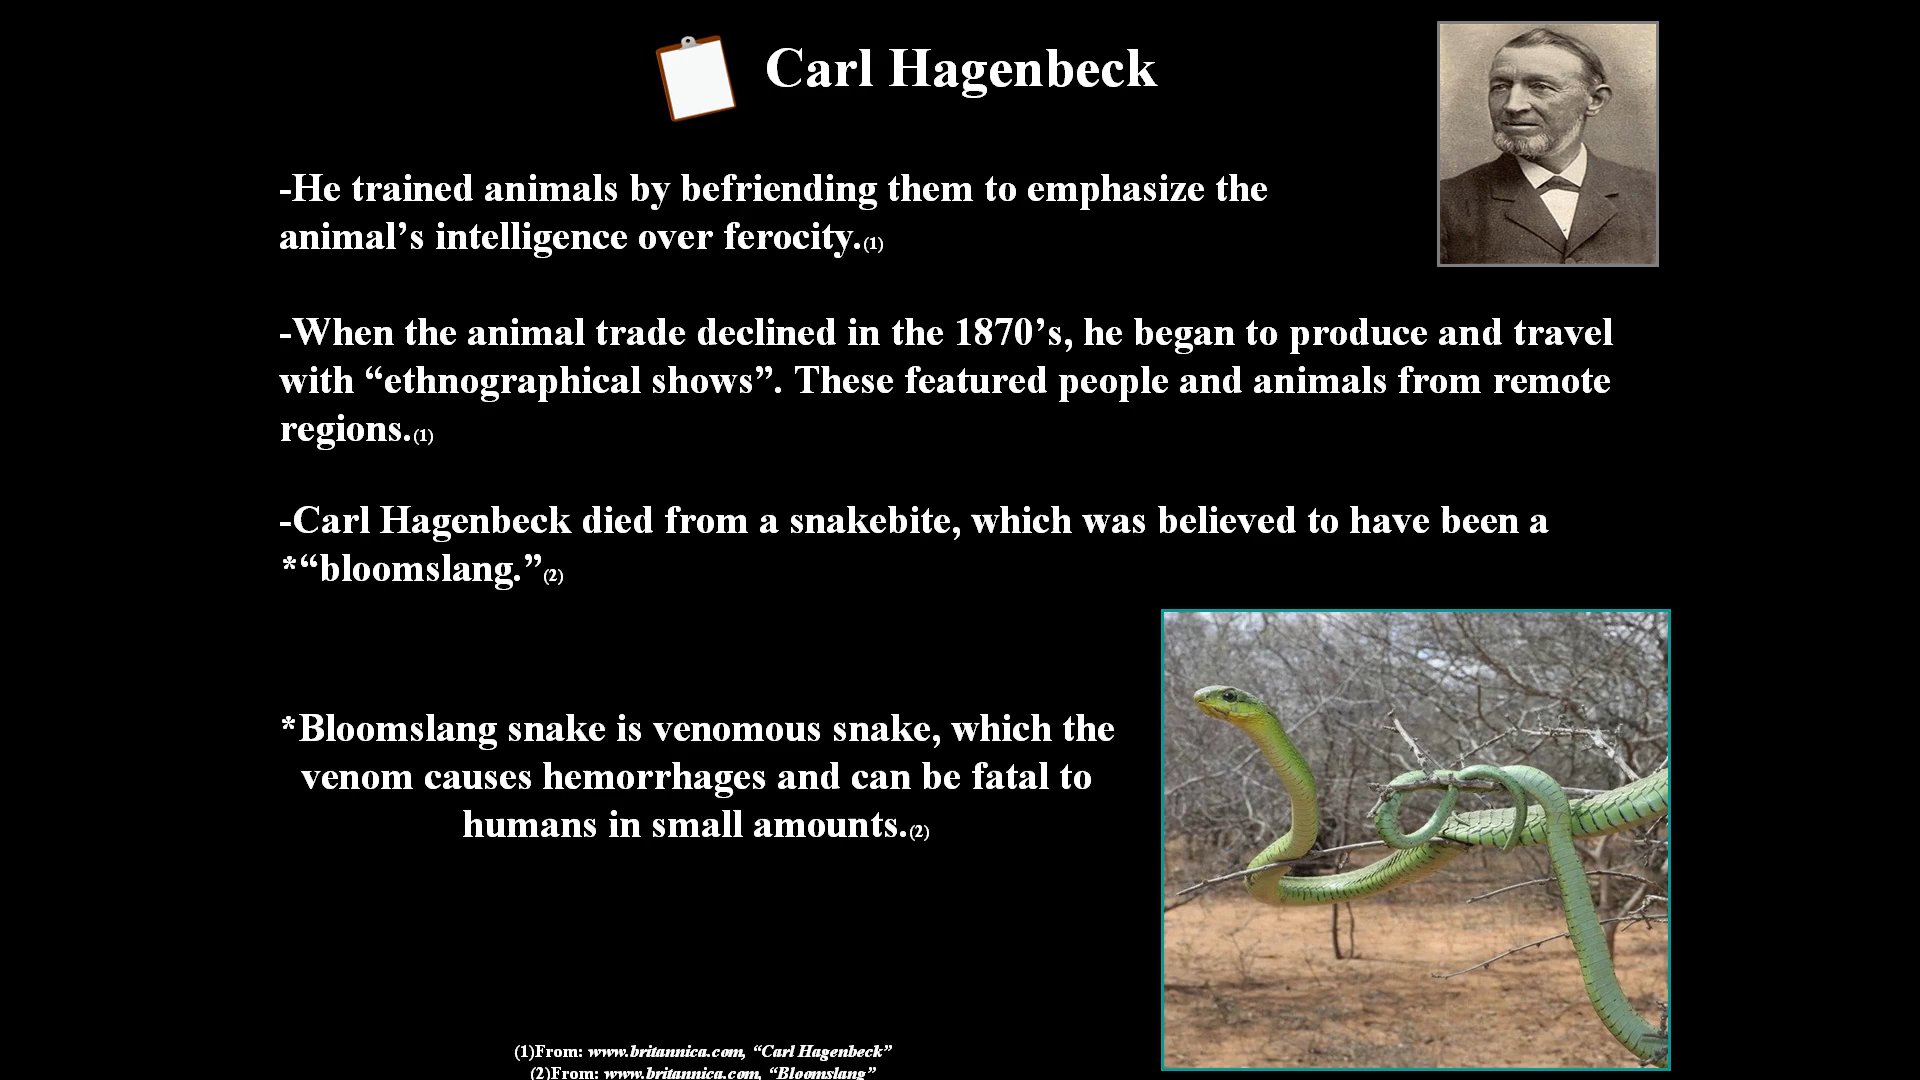 Carl Hagenbeck
-He trained animals by befriending them to emphasize the
animal’s intelligence over ferocity.(1)
-When the animal trade declined in the 1870’s, he began to produce and travel
with “ethnographical shows”. These featured people and animals from remote
regions.(1)
-Carl Hagenbeck died from a snakebite, which was believed to have been a
*“bloomslang.”(2)
*Bloomslang snake is venomous snake, which the
venom causes hemorrhages and can be fatal to
humans in small amounts.(2)
(1)From: www.britannica.com, “Carl Hagenbeck”
(2)From: www.britannica.com, “Bloomslang”